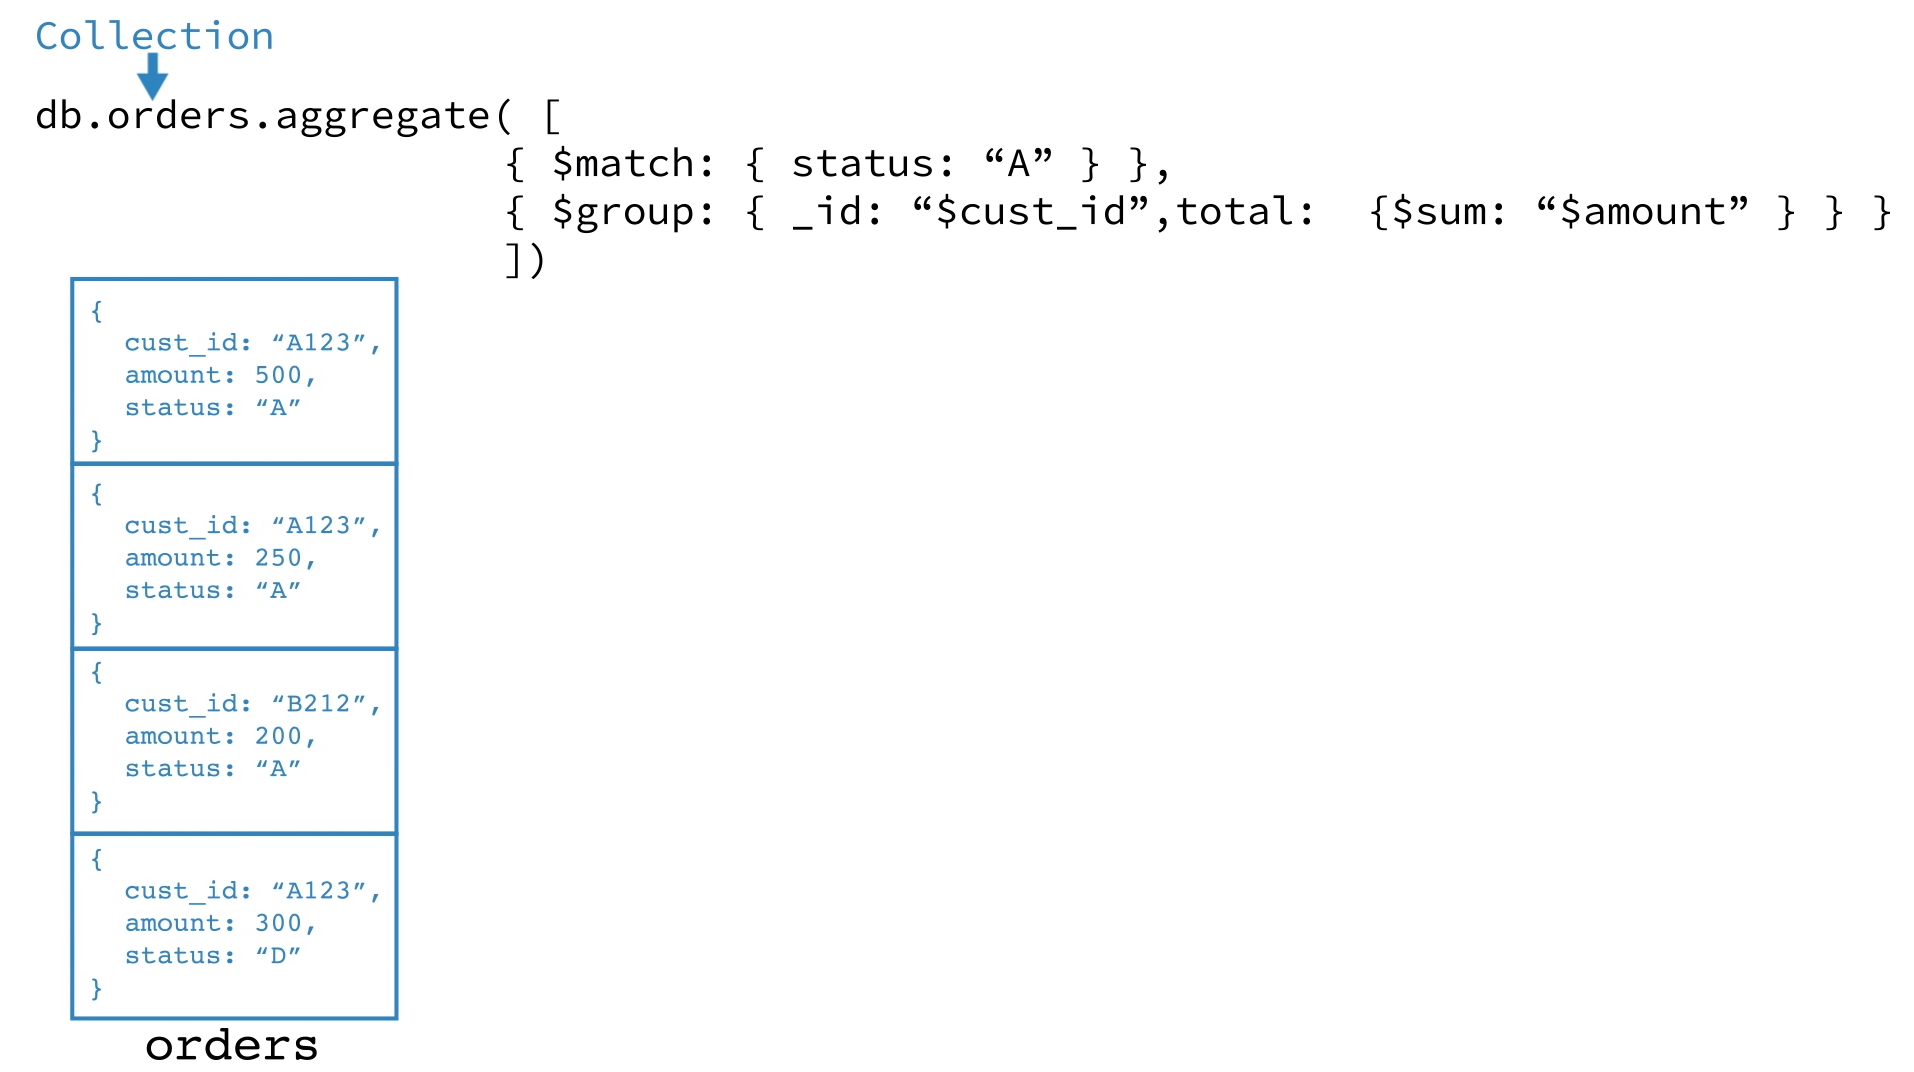 Collection
db.orders.aggregate( [
{ $match: { status: “A” } },
{ $group: { _id: “$cust_id”,total: {$sum: “$amount” } } }
])
{
cust_id: “A123”,
amount: 500,
status: “A”
}
{
cust_id: “A123”,
amount: 250,
status: “A”
}
{
cust_id: “B212”,
amount: 200,
status: “A”
}
{
cust_id: “A123”,
amount: 300,
status: “D”
}
orders